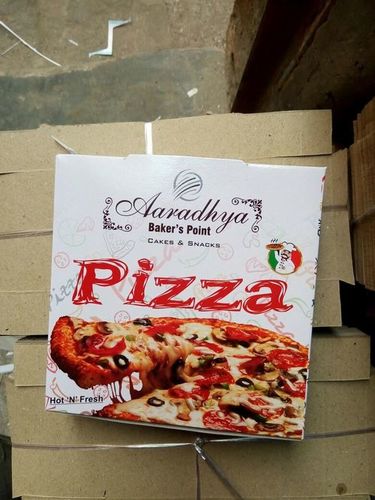 Aaradhya
Baker's Point
CAKES & SNACKS
Pizza
Hot 'N' Fresh